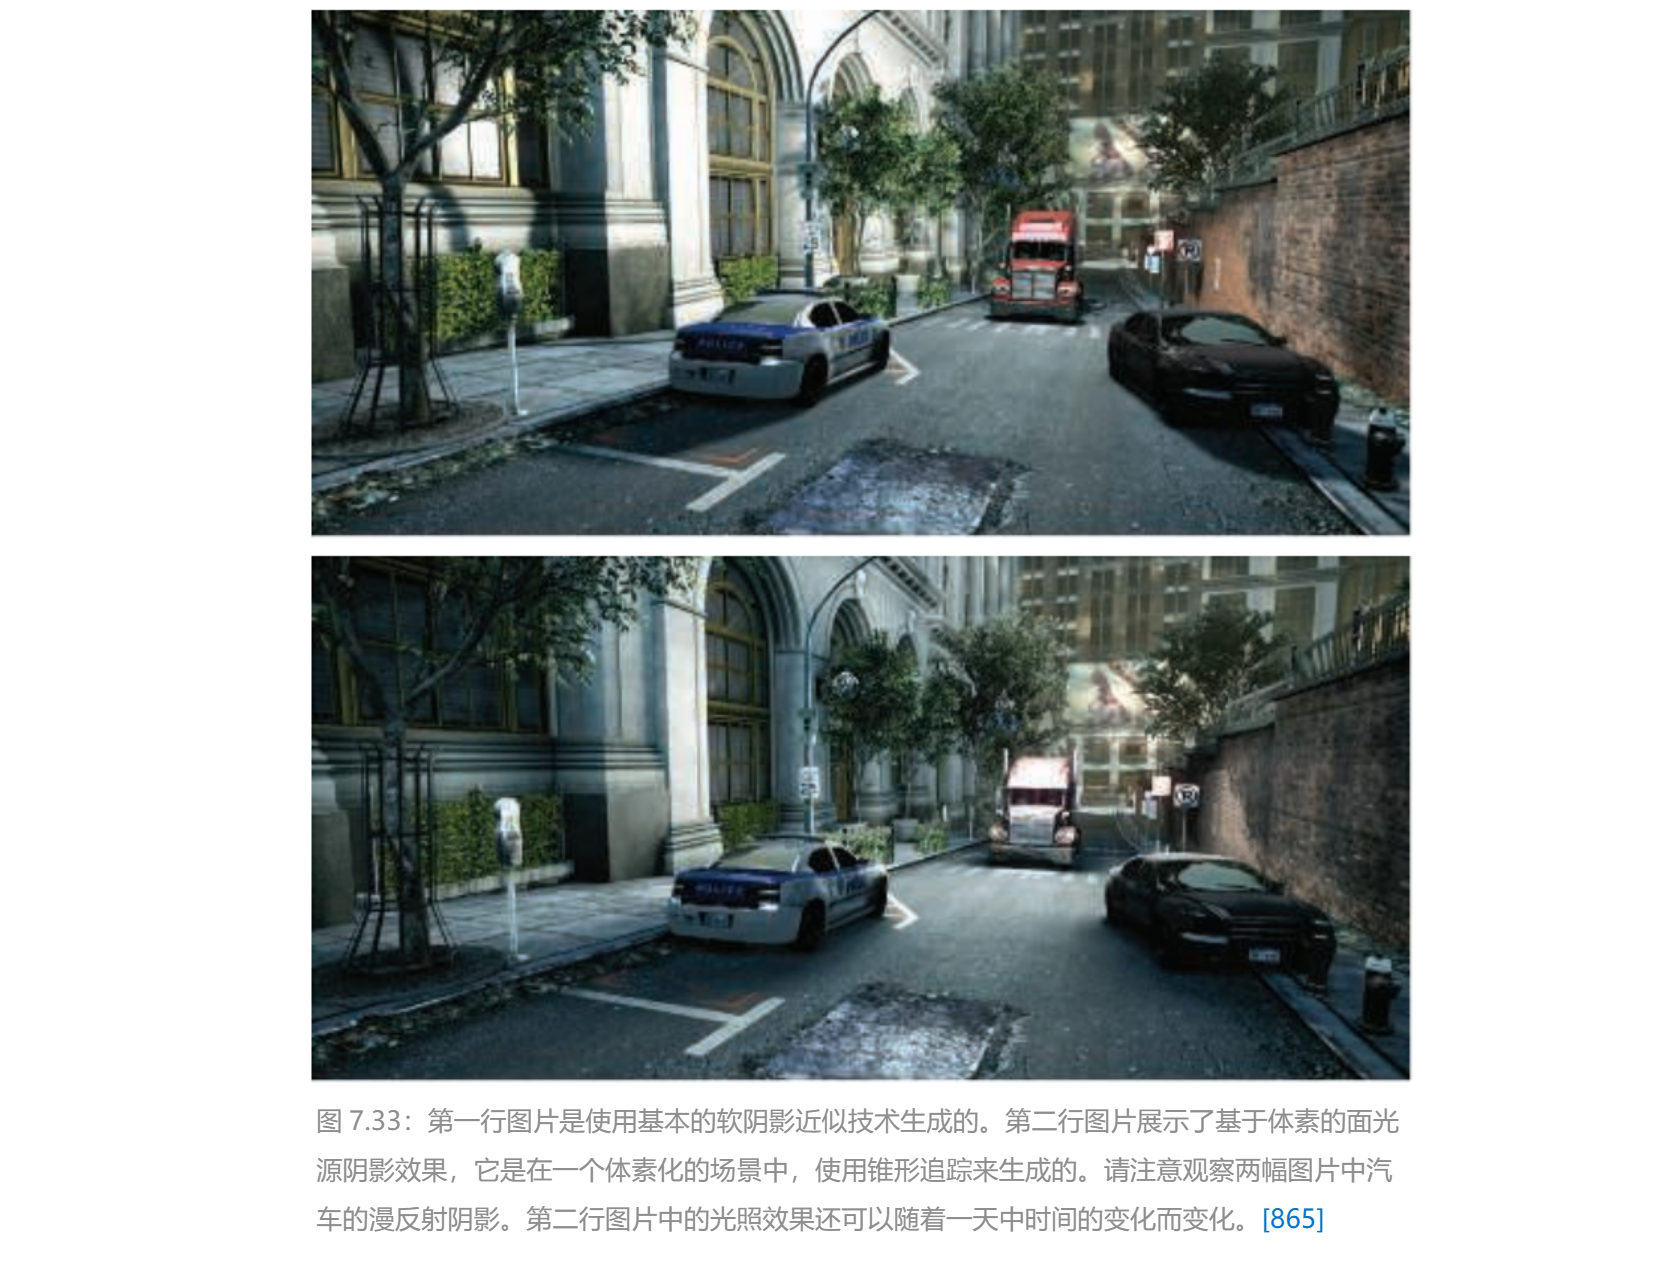 POLICE
POLICE
图 7.33：第一行图片是使用基本的软阴影近似技术生成的。第二行图片展示了基于体素的面光
源阴影效果，它是在一个体素化的场景中，使用锥形追踪来生成的。请注意观察两幅图片中汽
车的漫反射阴影。第二行图片中的光照效果还可以随着一天中时间的变化而变化。[865]